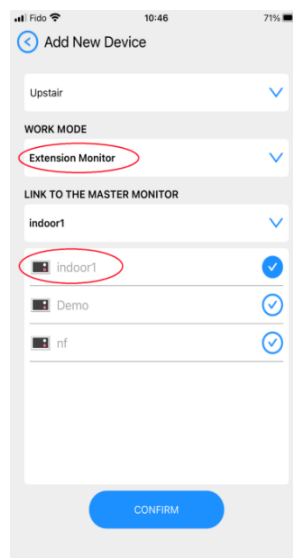 Fido 10:46 71%
Add New Device
Upstair
WORK MODE
Extension Monitor
LINK TO THE MASTER MONITOR
indoor1
indoor1
Demo
nf
CONFIRM